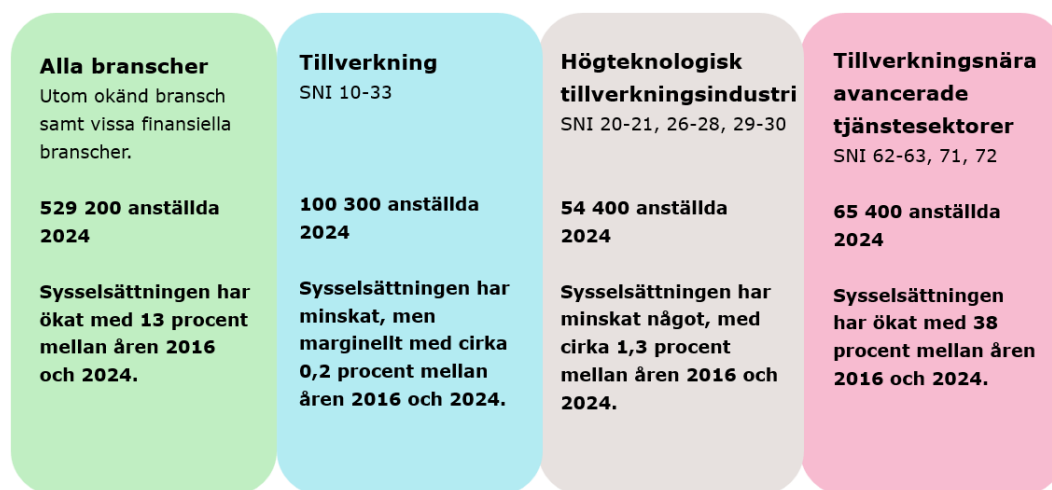 Alla branscher
Utom okänd bransch
samt vissa finansiella
branscher.
529 200 anställda
2024
Sysselsättningen har
ökat med 13 procent
mellan åren 2016
och 2024.
Tillverkning
SNI 10-33
100 300 anställda
2024
Sysselsättningen har
minskat, men
marginellt med cirka
0,2 procent mellan
åren 2016 och 2024.
Högteknologisk
tillverkningsindustri
SNI 20-21, 26-28, 29-30
54 400 anställda
2024
Sysselsättningen har
minskat något, med
cirka 1,3 procent
mellan åren 2016 och
2024.
Tillverkningsnära
avancerade
tjänstesektorer
SNI 62-63, 71, 72
65 400 anställda
2024
Sysselsättningen
har ökat med 38
procent mellan åren
2016 och 2024.